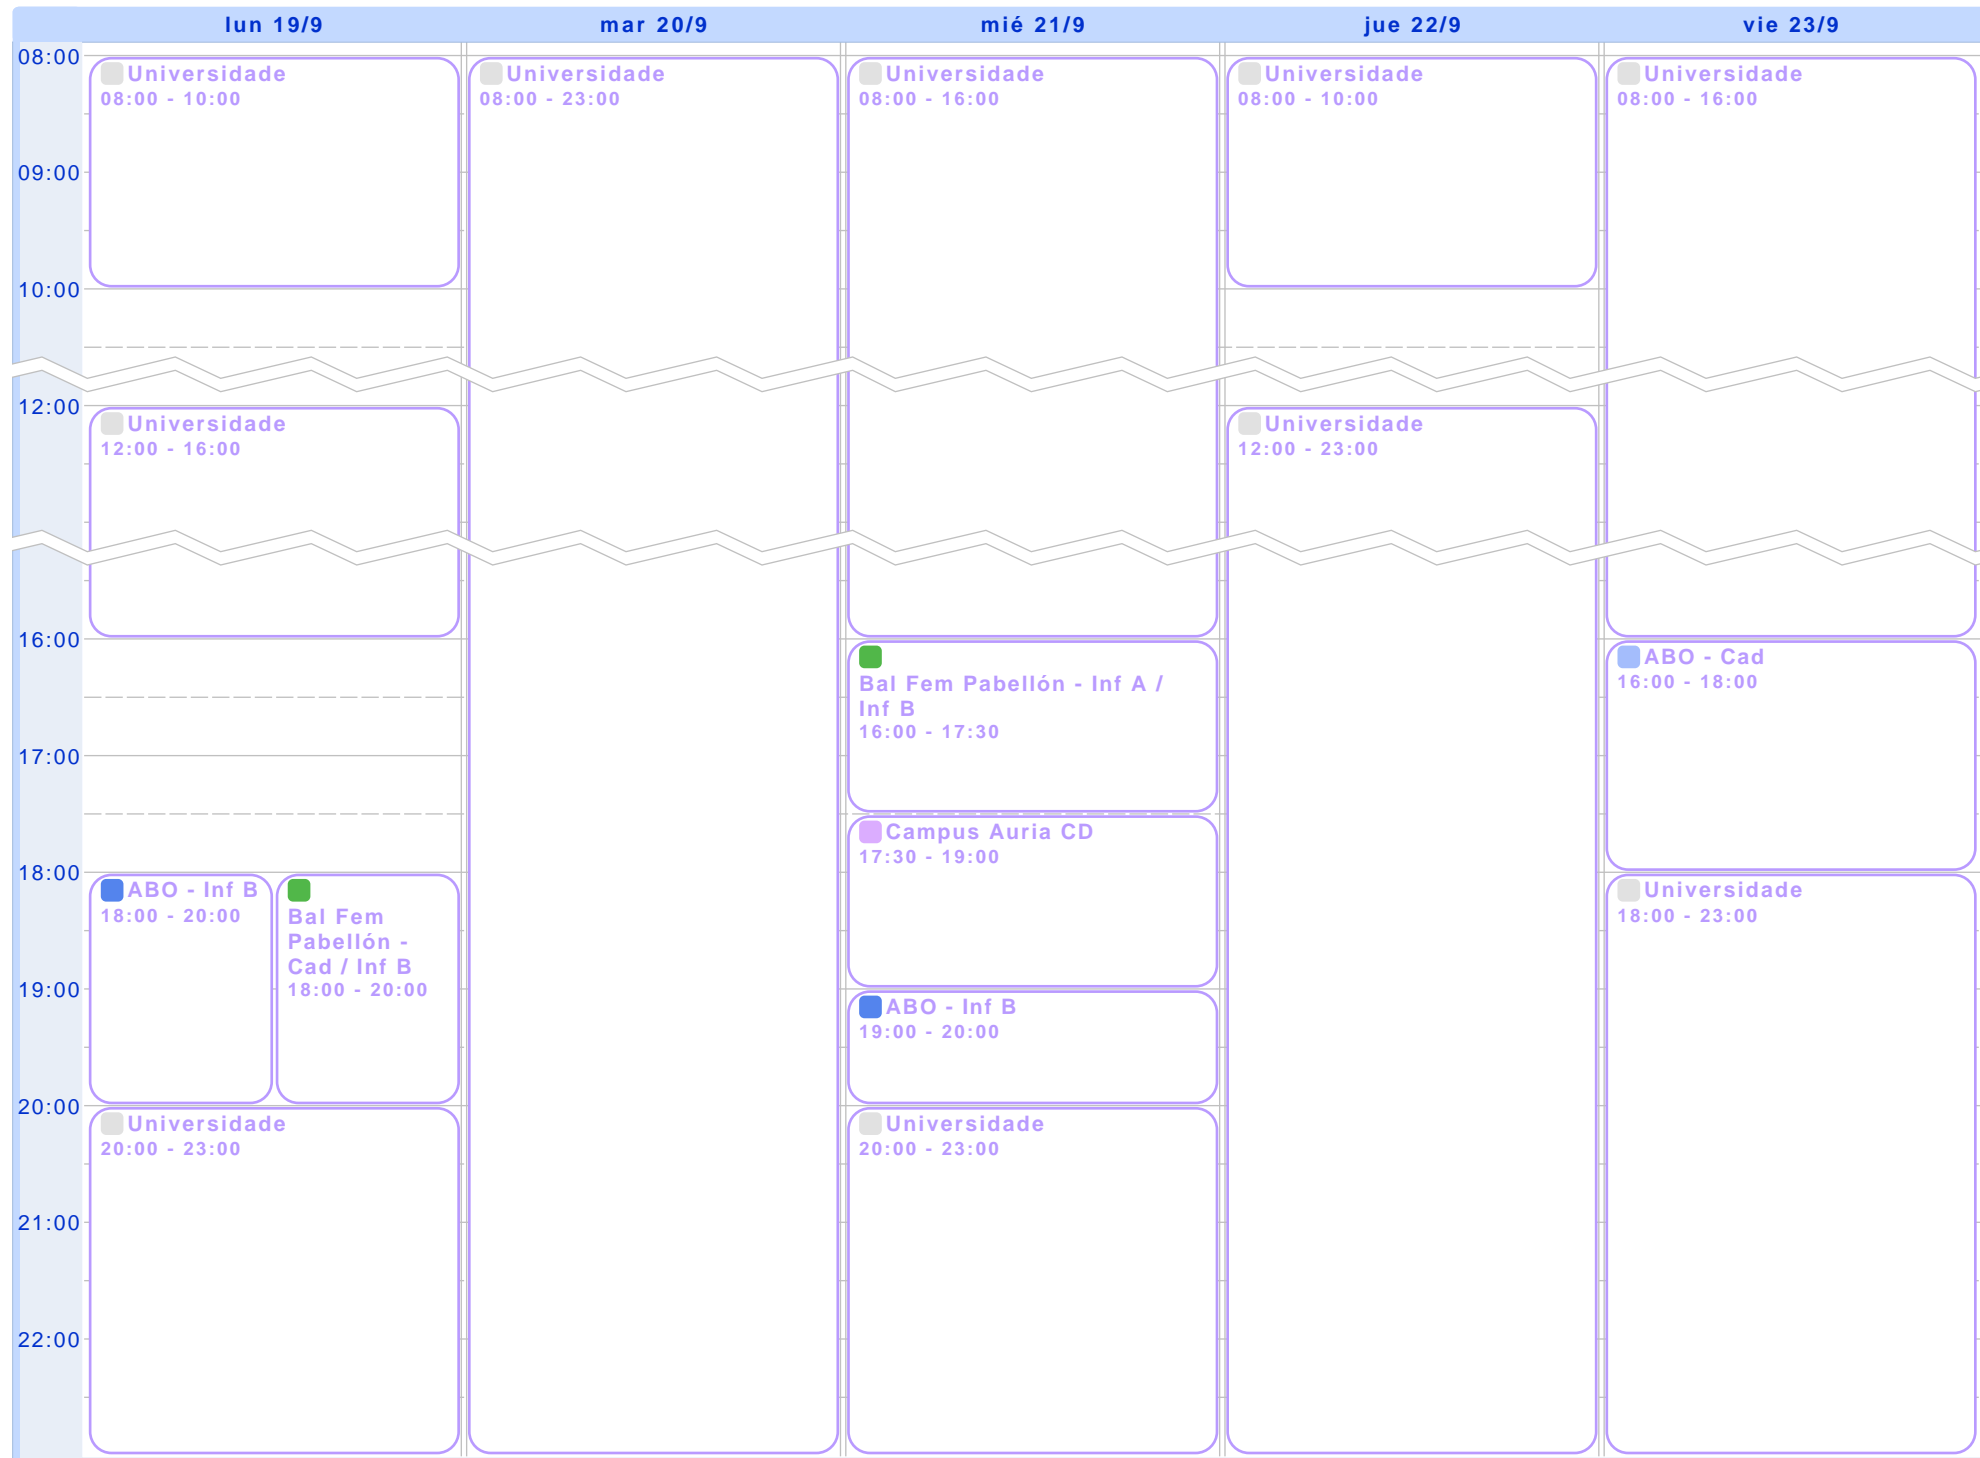 lun 19/9
mar 20/9
mié 21/9
jue 22/9
vie 23/9
08:00
09:00
10:00
12:00
16:00
17:00
18:00
19:00
20:00
21:00
22:00
Universidade
08:00 - 10:00
Universidade
12:00 - 16:00
ABO - Inf B
18:00 - 20:00
Bal Fem
Pabellón -
Cad / Inf B
18:00 - 20:00
Universidade
20:00 - 23:00
Universidade
08:00 - 23:00
Universidade
08:00 - 16:00
Bal Fem Pabellón - Inf A /
Inf B
16:00 - 17:30
Campus Auria CD
17:30 - 19:00
ABO - Inf B
19:00 - 20:00
Universidade
20:00 - 23:00
Universidade
08:00 - 10:00
Universidade
12:00 - 23:00
Universidade
08:00 - 16:00
ABO - Cad
16:00 - 18:00
Universidade
18:00 - 23:00